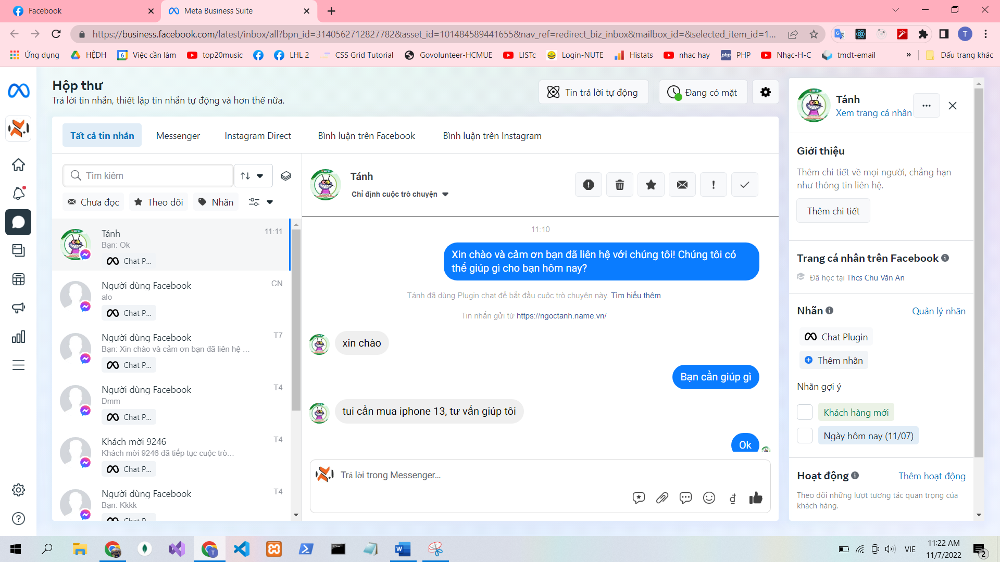 Facebook
Meta Business Suite
https://business.facebook.com/latest/inbox/all?bpn_id=3140562712827782&asset_id=101484589441655&nav_ref=redirect_biz_inbox&mailbox_id=&selected_item_id=1...
T
Ứng dụng
HỆDH
6
Việc cần làm
top20music
LHL 2
CSS Grid Tutorial
Govolunteer-HCMUE
LISTc
Login-NUTE
Histats
nhac hay
php
PHP
Nhạc-H-C
tmdt-email
»
Dấu trang khác
Hộp thư
Trả lời tin nhắn, thiết lập tin nhắn tự động và hơn thế nữa.
Tin trả lời tự động
Đang có mặt
Tất cả tin nhắn
Messenger
Instagram Direct
Bình luận trên Facebook
Bình luận trên Instagram
Tìm kiếm
Chưa đọc
Theo dõi
Nhãn
Tánh
11:11
Bạn: Ok
Chat P...
Người dùng Facebook
CN
alo
Chat P...
Người dùng Facebook
T7
Bạn: Xin chào và cảm ơn bạn đã liên hệ ...
Chat P...
Người dùng Facebook
T4
Dmm
Chat P...
Khách mời 9246
T4
Khách mời 9246 đã tiếp tục cuộc trò...
Chat P...
Người dùng Facebook
T4
Bạn: Kkkk
Chat P...
Tánh
Chỉ định cuộc trò chuyện
11:10
Xin chào và cảm ơn bạn đã liên hệ với chúng tôi! Chúng tôi có
thể giúp gì cho bạn hôm nay?
Tánh đã dùng Plugin chat để bắt đầu cuộc trò chuyện này. Tìm hiểu thêm
Tin nhắn gửi từ https://ngoctanh.name.vn/
xin chào
Bạn cần giúp gì
tui cần mua iphone 13, tư vấn giúp tôi
Ok
Trả lời trong Messenger...
₫
Tánh
Xem trang cá nhân
Giới thiệu
Thêm chi tiết về mọi người, chẳng hạn
như thông tin liên hệ.
Thêm chi tiết
Trang cá nhân trên Facebook
Đã học tại Thcs Chu Văn An
Nhãn
Quản lý nhãn
Chat Plugin
Thêm nhãn
Nhãn gợi ý
Khách hàng mới
Ngày hôm nay (11/07)
Hoạt động
Thêm hoạt động
Theo dõi những lượt tương tác quan trọng của
khách hàng.
VIE
11:22 AM
11/7/2022
2